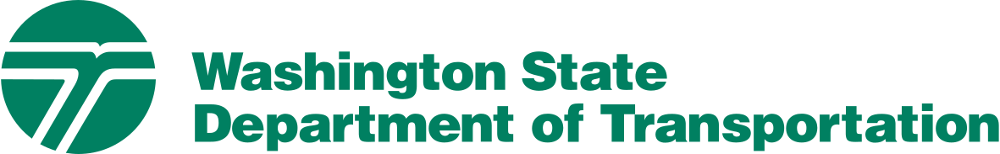 Washington State
Department of Transportation